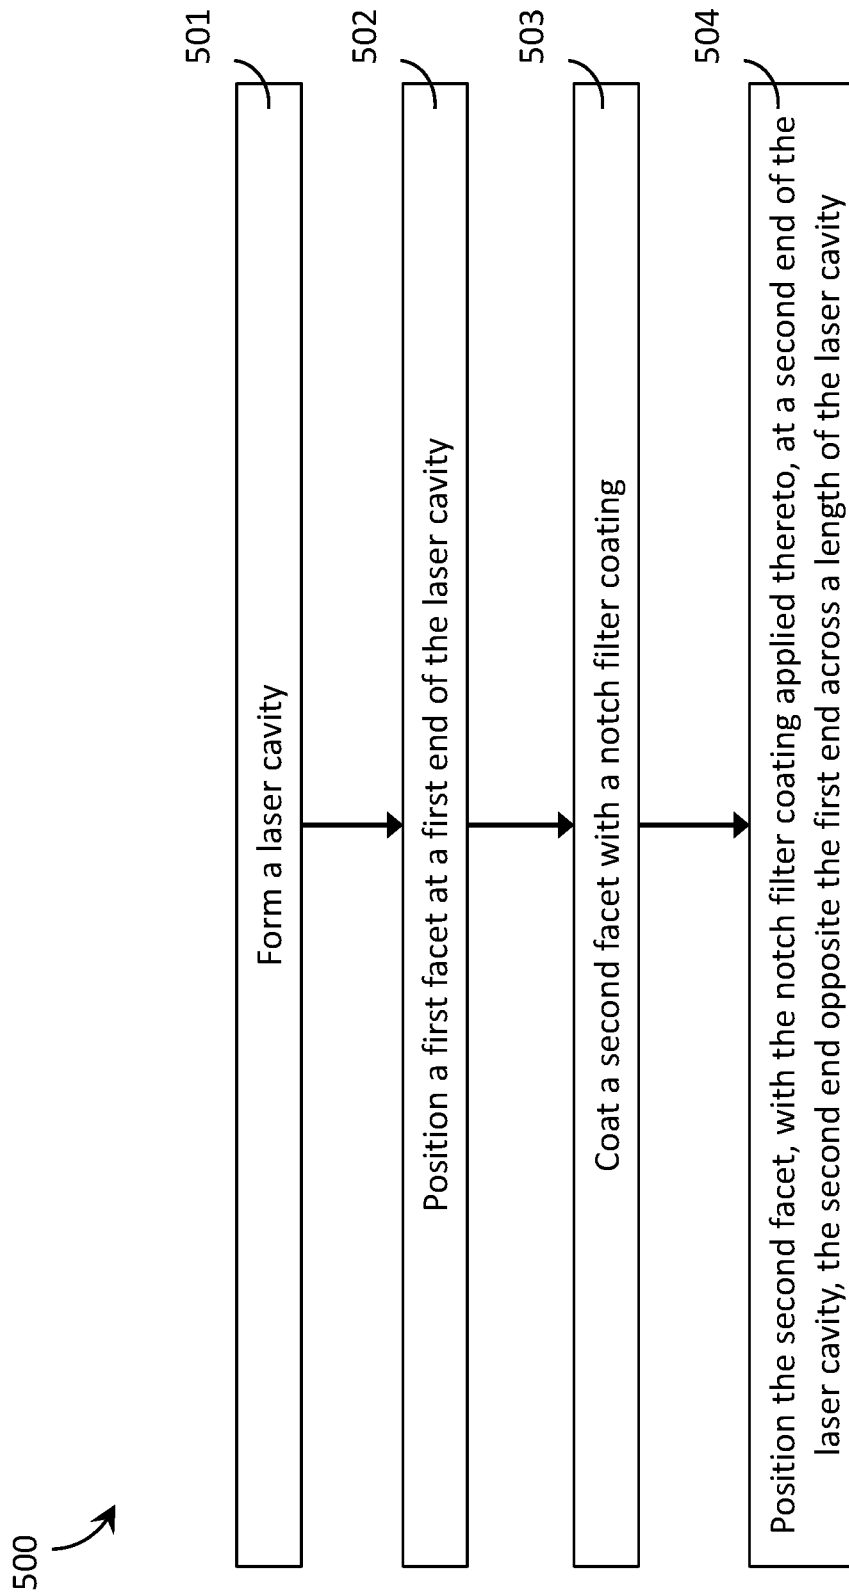 500
501
Form a laser cavity
502
Position a first facet at a first end of the laser cavity
503
Coat a second facet with a notch filter coating
504
Position the second facet, with the notch filter coating applied thereto, at a second end of the
laser cavity, the second end opposite the first end across a length of the laser cavity